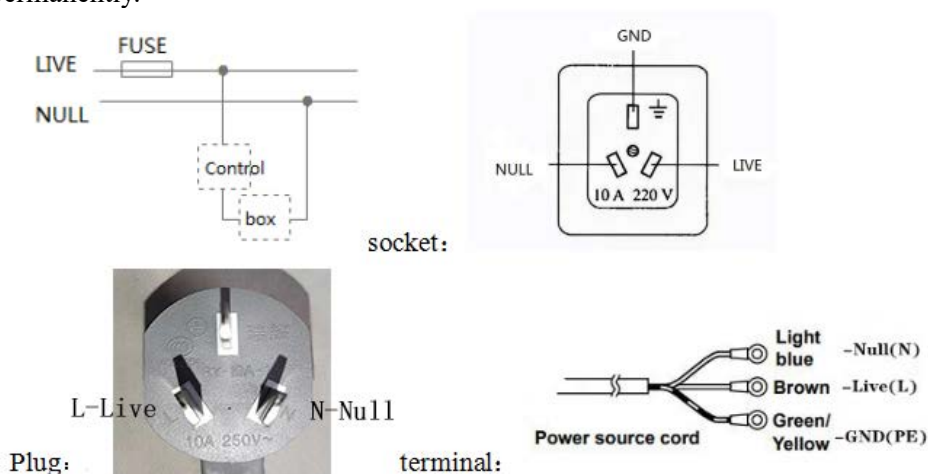 FUSE
LIVE
NULL
Control
box
socket:
GND
NULL
LIVE
10 A 220 V
L-Live
N-Null
10A 250V~
Plug:
Light
blue
-Null(N)
Brown
-Live(L)
Green/
Yellow
-GND(PE)
Power source cord
terminal: